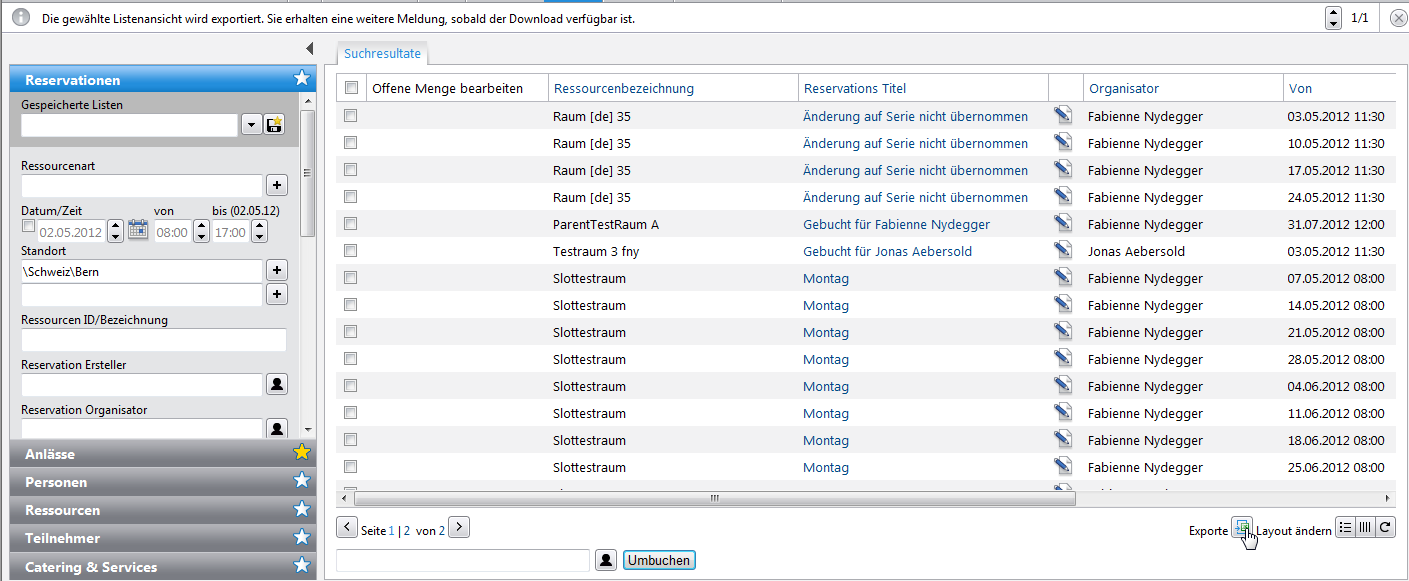 Die gewählte Listenansicht wird exportiert. Sie erhalten eine weitere Meldung, sobald der Download verfügbar ist. 1/1
Reservationen
Gespeicherte Listen
Ressourcenart
Datum/Zeit von bis (02.05.12)
02.05.2012 08:00 17:00
Standort
\Schweiz\Bern
Ressourcen ID/Bezeichnung
Reservation Ersteller
Reservation Organisator
Anlässe
Personen
Ressourcen
Teilnehmer
Catering & Services
Suchresultate
Offene Menge bearbeiten Ressourcenbezeichnung Reservations Titel Organisator Von
Raum [de] 35 Änderung auf Serie nicht übernommen Fabienne Nydegger 03.05.2012 11:30
Raum [de] 35 Änderung auf Serie nicht übernommen Fabienne Nydegger 10.05.2012 11:30
Raum [de] 35 Änderung auf Serie nicht übernommen Fabienne Nydegger 17.05.2012 11:30
Raum [de] 35 Änderung auf Serie nicht übernommen Fabienne Nydegger 24.05.2012 11:30
ParentTestRaum A Gebucht für Fabienne Nydegger Fabienne Nydegger 31.07.2012 12:00
Testraum 3 fny Gebucht für Jonas Aebersold Jonas Aebersold 03.05.2012 11:30
Slottestraum Montag Fabienne Nydegger 07.05.2012 08:00
Slottestraum Montag Fabienne Nydegger 14.05.2012 08:00
Slottestraum Montag Fabienne Nydegger 21.05.2012 08:00
Slottestraum Montag Fabienne Nydegger 28.05.2012 08:00
Slottestraum Montag Fabienne Nydegger 04.06.2012 08:00
Slottestraum Montag Fabienne Nydegger 11.06.2012 08:00
Slottestraum Montag Fabienne Nydegger 18.06.2012 08:00
Slottestraum Montag Fabienne Nydegger 25.06.2012 08:00
Seite 1 | 2 von 2 Exporte Layout ändern
Umbuchen